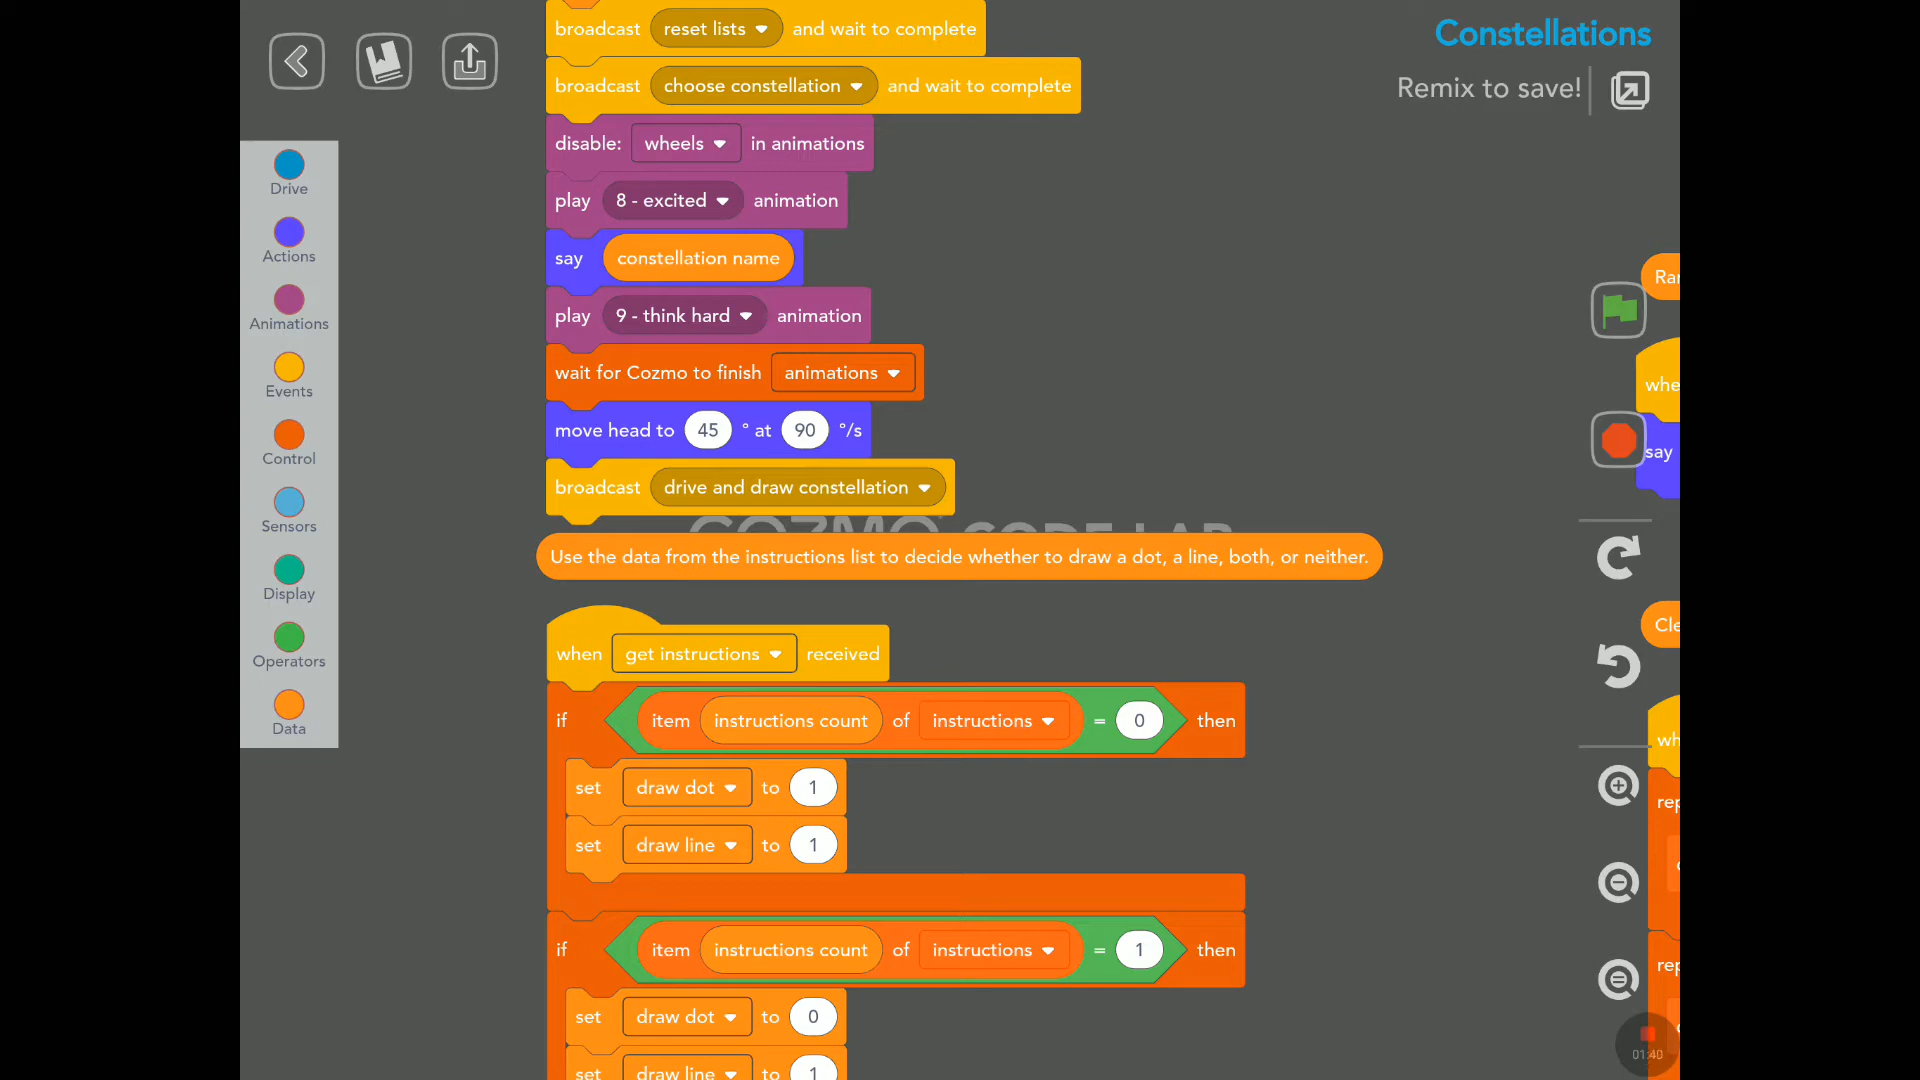 broadcast reset lists and wait to complete
Constellations
broadcast choose constellation and wait to complete
Remix to save!
disable: wheels in animations
play 8 - excited animation
say constellation name
play 9 - think hard animation
wait for Cozmo to finish animations
move head to 45 ° at 90 °/s
broadcast drive and draw constellation
COZMO CODE LAB
Use the data from the instructions list to decide whether to draw a dot, a line, both, or neither.
when get instructions received
if item instructions count of instructions = 0 then
set draw dot to 1
set draw line to 1
if item instructions count of instructions = 1 then
set draw dot to 0
set draw line to 1
Drive
Actions
Animations
Events
Control
Sensors
Display
Operators
Data
say
01:40